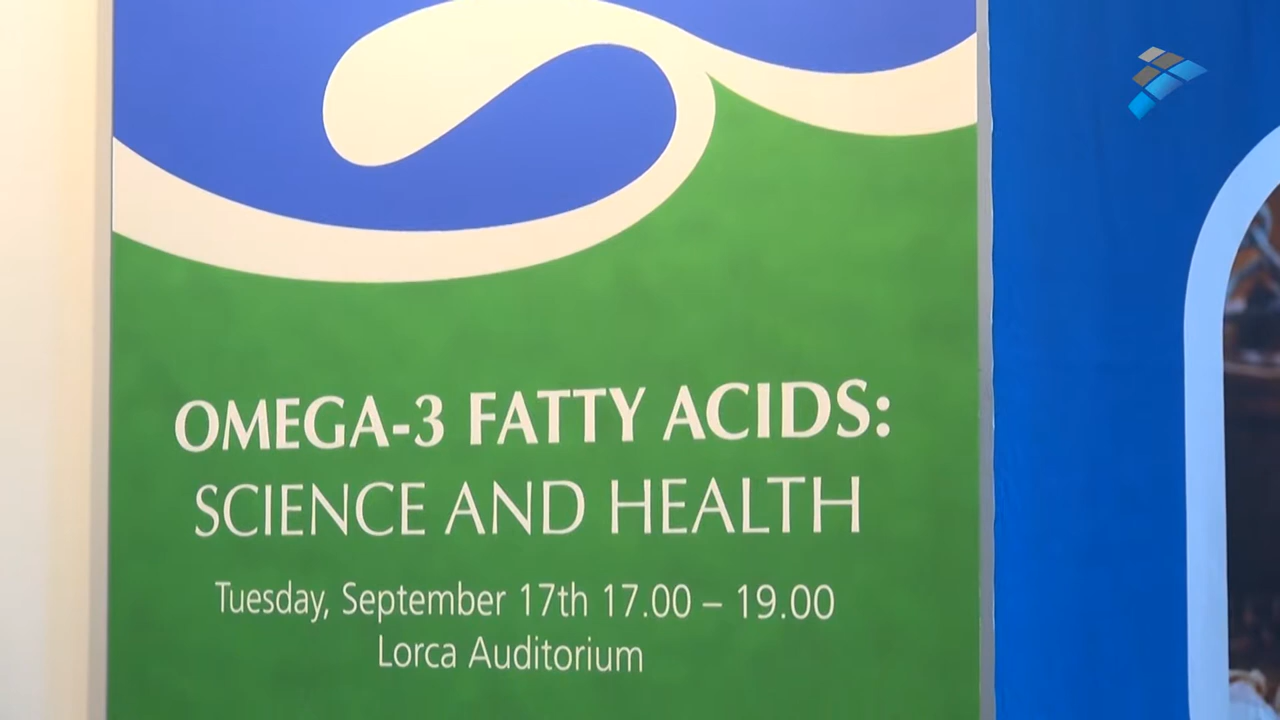 OMEGA-3 FATTY ACIDS:
SCIENCE AND HEALTH
Tuesday, September 17th 17.00 – 19.00
Lorca Auditorium